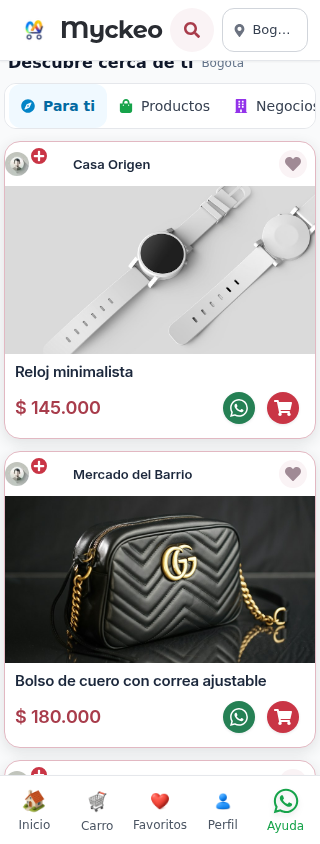 Myckeo
Bog...
Descubre cerca de ti Bogotá
Para ti Productos Negocios
Casa Origen
Reloj minimalista
$ 145.000
Mercado del Barrio
GG
Bolso de cuero con correa ajustable
$ 180.000
Inicio Carro Favoritos Perfil Ayuda